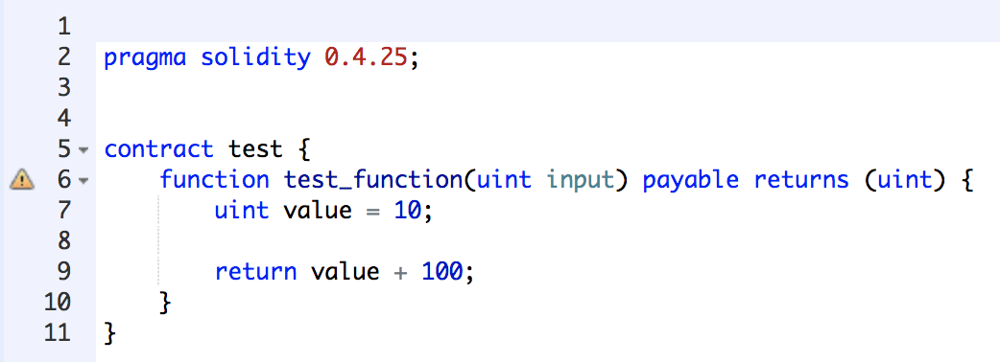 1
2 pragma solidity 0.4.25;
3
4
5 contract test {
6     function test_function(uint input) payable returns (uint) {
7         uint value = 10;
8
9         return value + 100;
10     }
11 }